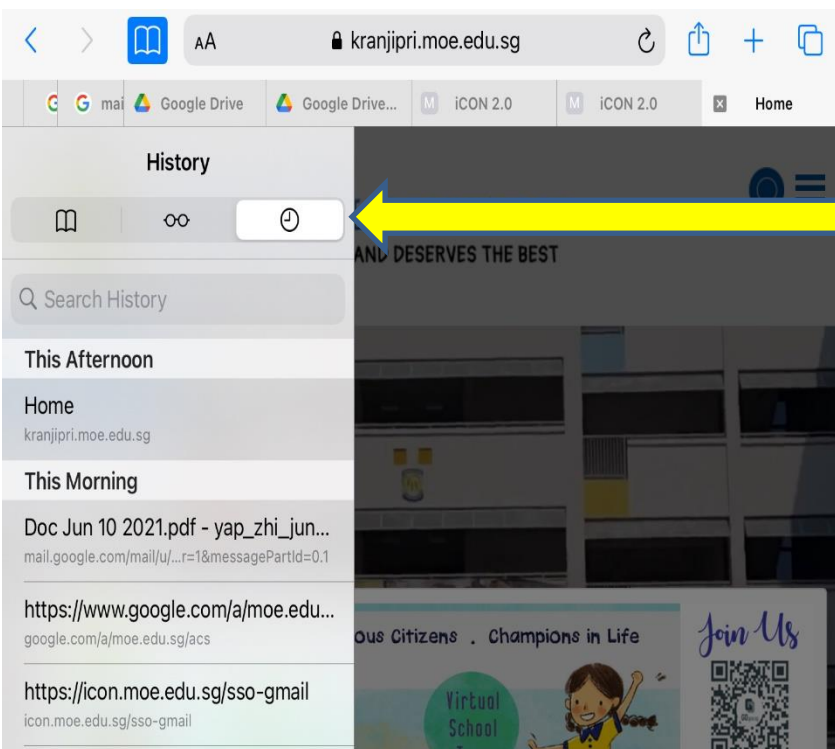 AA kranjipri.moe.edu.sg
G G mai Google Drive Google Drive... M iCON 2.0 M iCON 2.0 Home
History
AND DESERVES THE BEST
Search History
This Afternoon
Home
kranjipri.moe.edu.sg
This Morning
Doc Jun 10 2021.pdf - yap_zhi_jun...
mail.google.com/mail/u/...r=1&messagePartId=0.1
https://www.google.com/a/moe.edu...
google.com/a/moe.edu.sg/acs
ous Citizens . Champions in Life
Join Us
https://icon.moe.edu.sg/sso-gmail
icon.moe.edu.sg/sso-gmail
Virtual
School